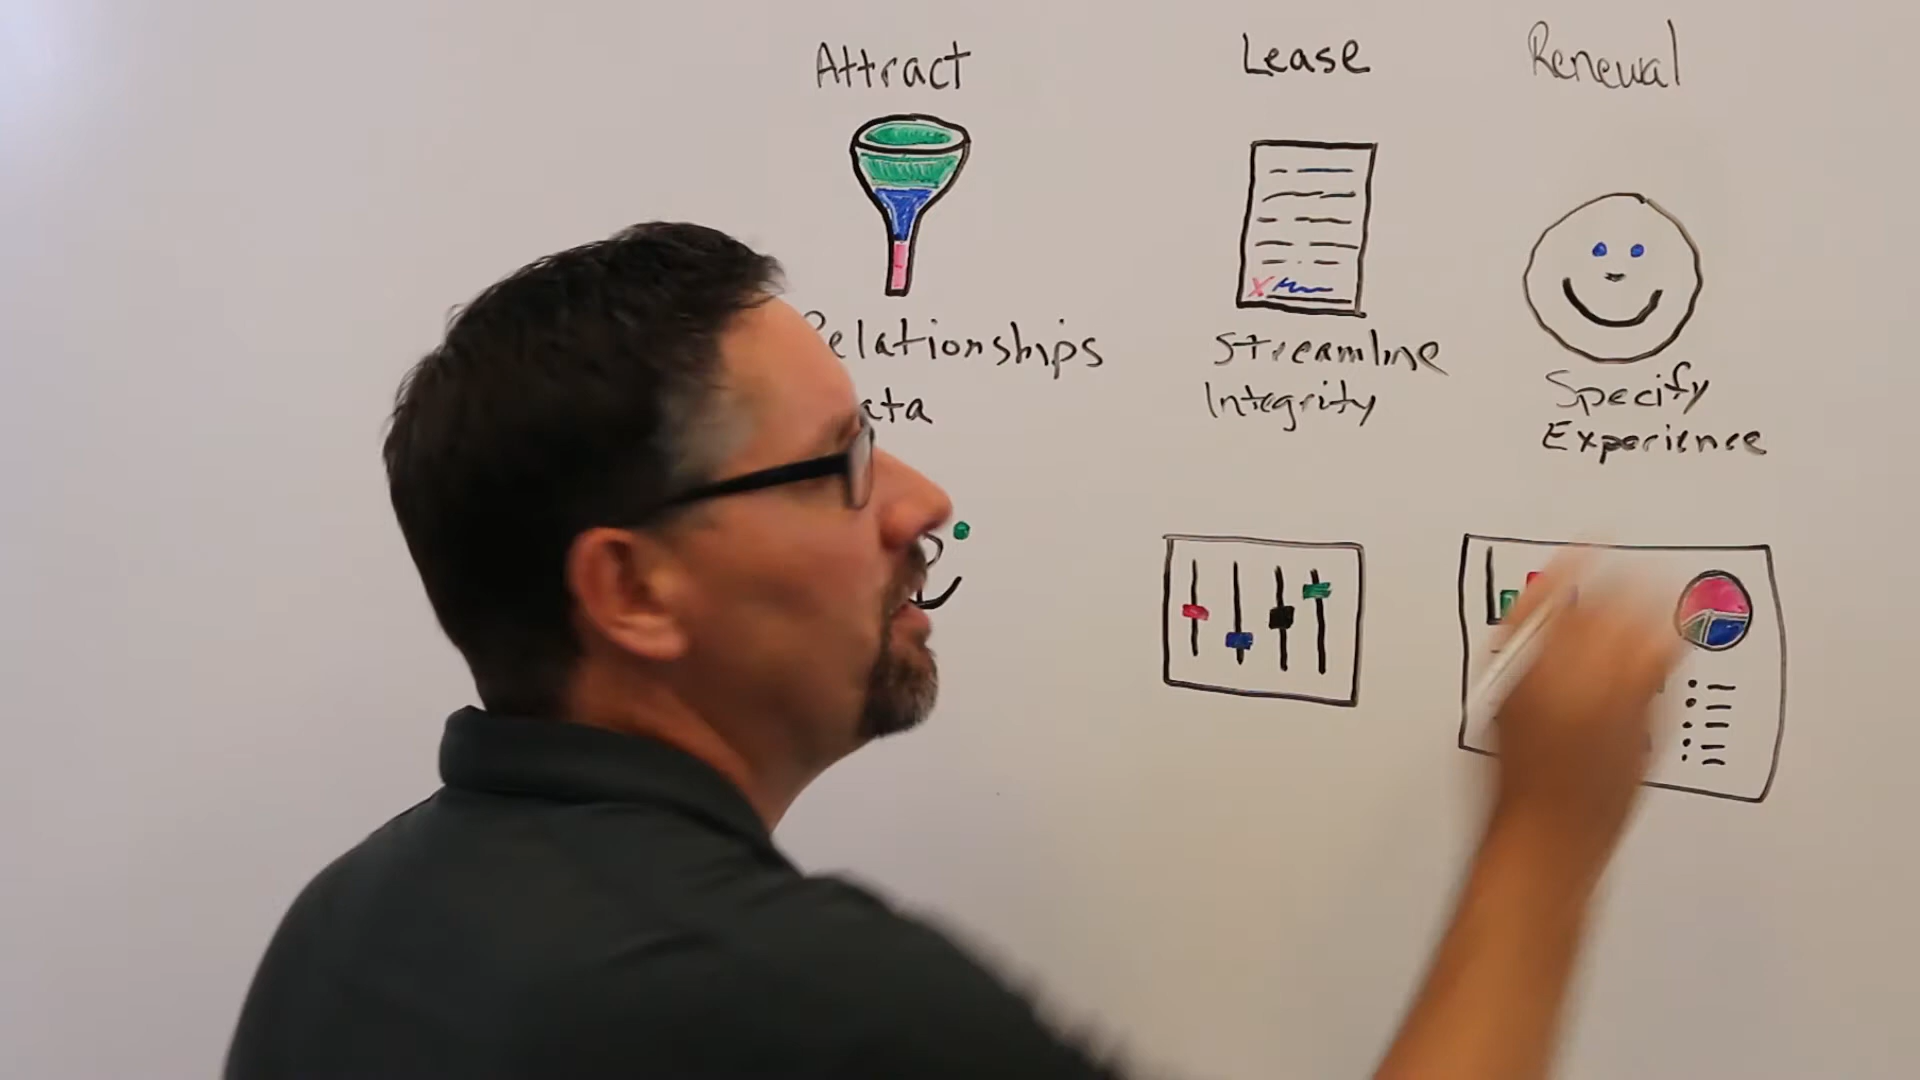 Attract
Lease
Renewal
Relationships
Data
Streamline
Integrity
Specify
Experience